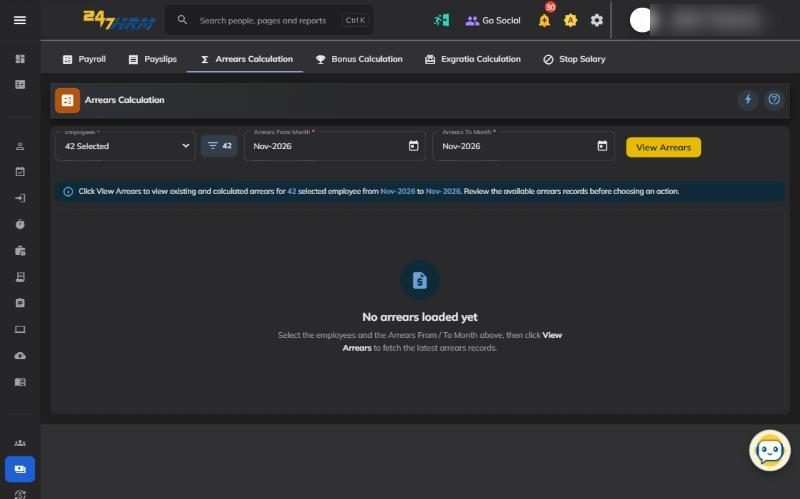 247HRM
Search people, pages and reports
Ctrl K
Go Social
30
A
Payroll
Payslips
Arrears Calculation
Bonus Calculation
Exgratia Calculation
Stop Salary
Arrears Calculation
Employees *
42 Selected
42
Arrears From Month *
Nov-2026
Arrears To Month *
Nov-2026
View Arrears
Click View Arrears to view existing and calculated arrears for 42 selected employee from Nov-2026 to Nov-2026. Review the available arrears records before choosing an action.
No arrears loaded yet
Select the employees and the Arrears From / To Month above, then click View
Arrears to fetch the latest arrears records.